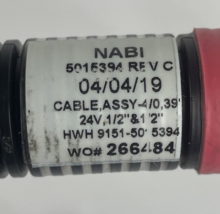 NABI
5015394 REV C
04/04/19
CABLE,ASSY-4/0,39"
24V,1/2"&1/2"
HWH 9151-5015394
WO# 266484